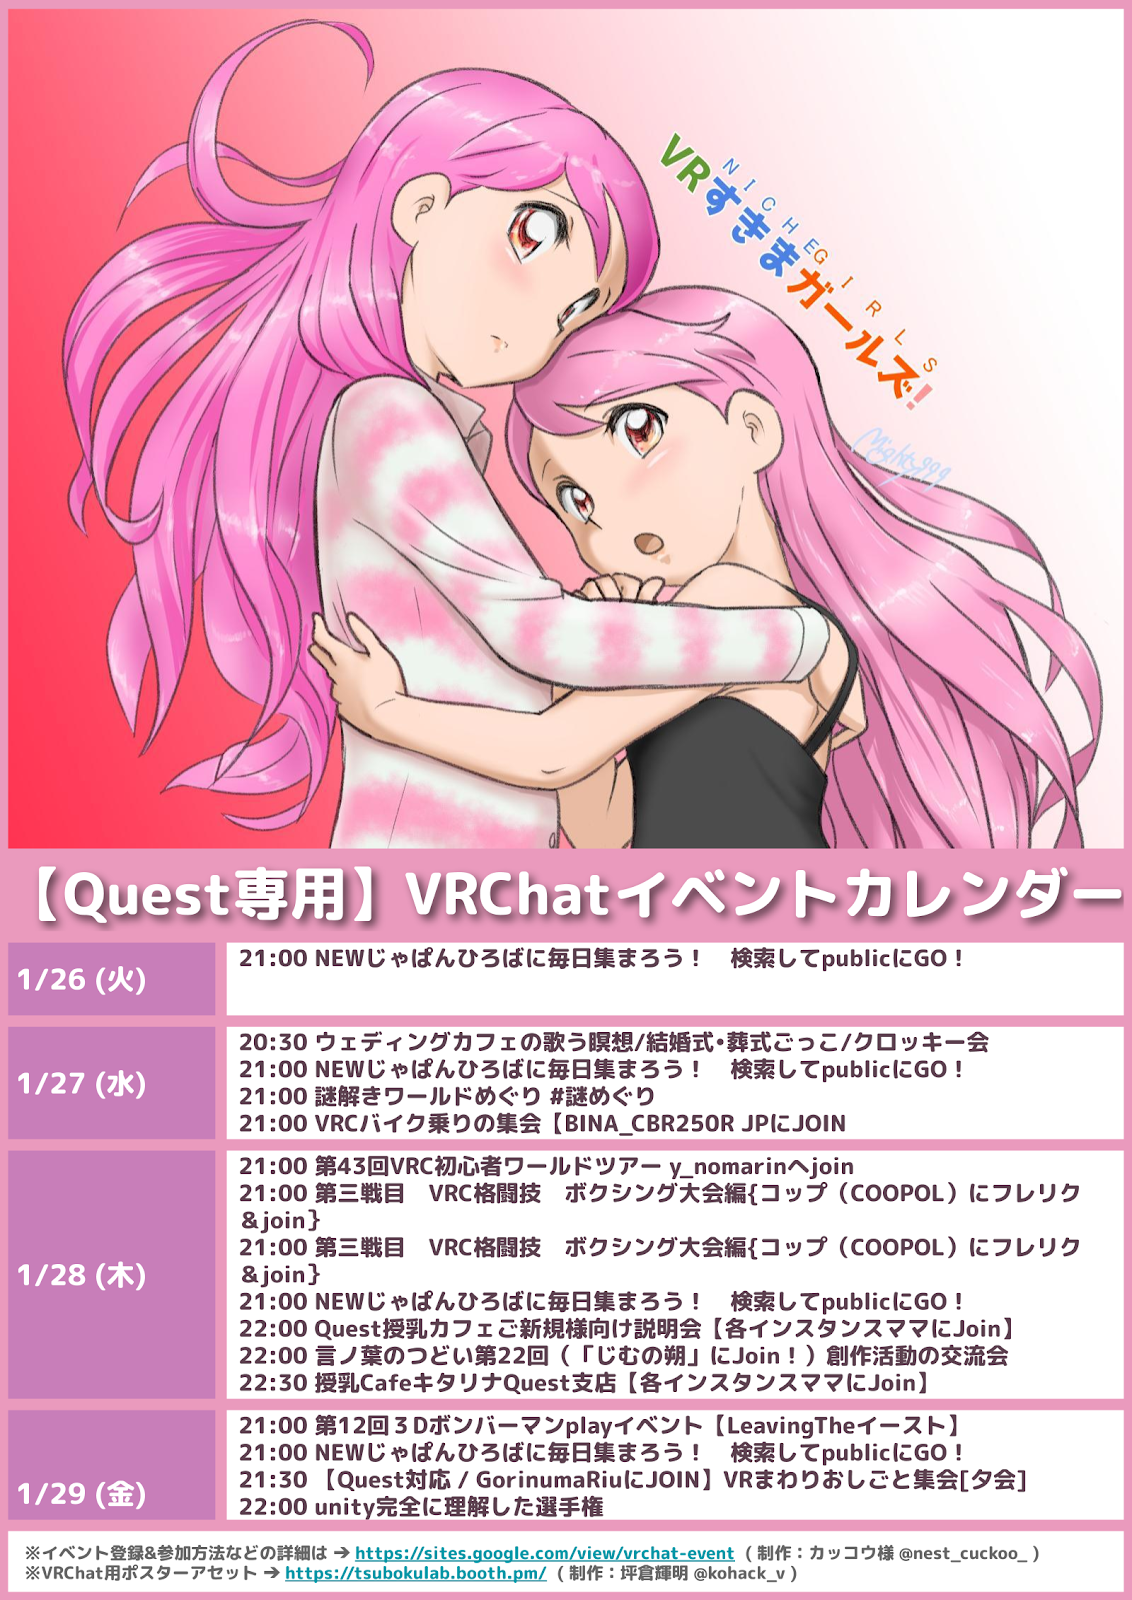 NICHE GIRLS
VRすきまガールズ!
Mighty999
【Quest専用】VRChatイベントカレンダー
1/26 (火)
21:00 NEWじゃぱんひろばに毎日集まろう！　検索してpublicにGO！
1/27 (水)
20:30 ウェディングカフェの歌う瞑想/結婚式•葬式ごっこ/クロッキー会
21:00 NEWじゃぱんひろばに毎日集まろう！　検索してpublicにGO！
21:00 謎解きワールドめぐり #謎めぐり
21:00 VRCバイク乗りの集会【BINA_CBR250R JPにJOIN
1/28 (木)
21:00 第43回VRC初心者ワールドツアー y_nomarinへjoin
21:00 第三戦目　VRC格闘技　ボクシング大会編{コップ（COOPOL）にフレリク
＆join}
21:00 第三戦目　VRC格闘技　ボクシング大会編{コップ（COOPOL）にフレリク
＆join}
21:00 NEWじゃぱんひろばに毎日集まろう！　検索してpublicにGO！
22:00 Quest授乳カフェご新規様向け説明会【各インスタンスママにJoin】
22:00 言ノ葉のつどい第22回（「じむの朔」にJoin！）創作活動の交流会
22:30 授乳CafeキタリナQuest支店【各インスタンスママにJoin】
1/29 (金)
21:00 第12回３Dボンバーマンplayイベント【LeavingTheイースト】
21:00 NEWじゃぱんひろばに毎日集まろう！　検索してpublicにGO！
21:30 【Quest対応 / GorinumaRiuにJOIN】VRまわりおしごと集会[夕会]
22:00 unity完全に理解した選手権
※イベント登録&参加方法などの詳細は → https://sites.google.com/view/vrchat-event （制作：カッコウ様 @nest_cuckoo_ ）
※VRChat用ポスターアセット → https://tsubokulab.booth.pm/ （制作：坪倉輝明 @kohack_v ）